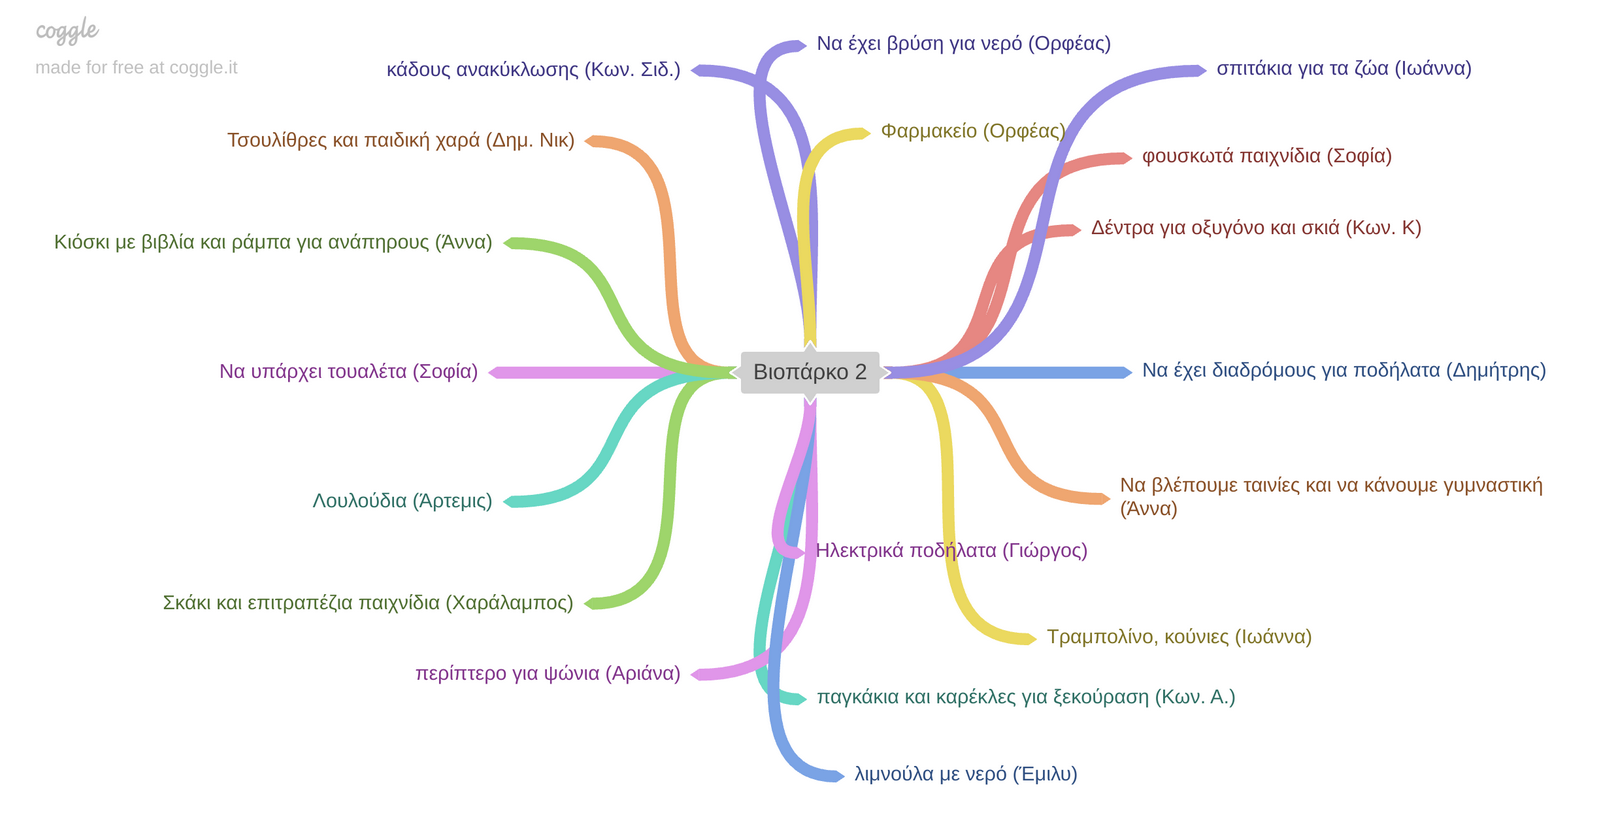 coggle
made for free at coggle.it
Να έχει βρύση για νερό (Ορφέας)
κάδους ανακύκλωσης (Κων. Σιδ.)
σπιτάκια για τα ζώα (Ιωάννα)
Τσουλίθρες και παιδική χαρά (Δημ. Νικ)
Φαρμακείο (Ορφέας)
φουσκωτά παιχνίδια (Σοφία)
Κιόσκι με βιβλία και ράμπα για ανάπηρους (Άννα)
Δέντρα για οξυγόνο και σκιά (Κων. Κ)
Να υπάρχει τουαλέτα (Σοφία)
Βιοπάρκο 2
Να έχει διαδρόμους για ποδήλατα (Δημήτρης)
Λουλούδια (Άρτεμις)
Να βλέπουμε ταινίες και να κάνουμε γυμναστική
(Άννα)
Ηλεκτρικά ποδήλατα (Γιώργος)
Σκάκι και επιτραπέζια παιχνίδια (Χαράλαμπος)
Τραμπολίνο, κούνιες (Ιωάννα)
περίπτερο για ψώνια (Αριάνα)
παγκάκια και καρέκλες για ξεκούραση (Κων. Α.)
λιμνούλα με νερό (Έμιλυ)